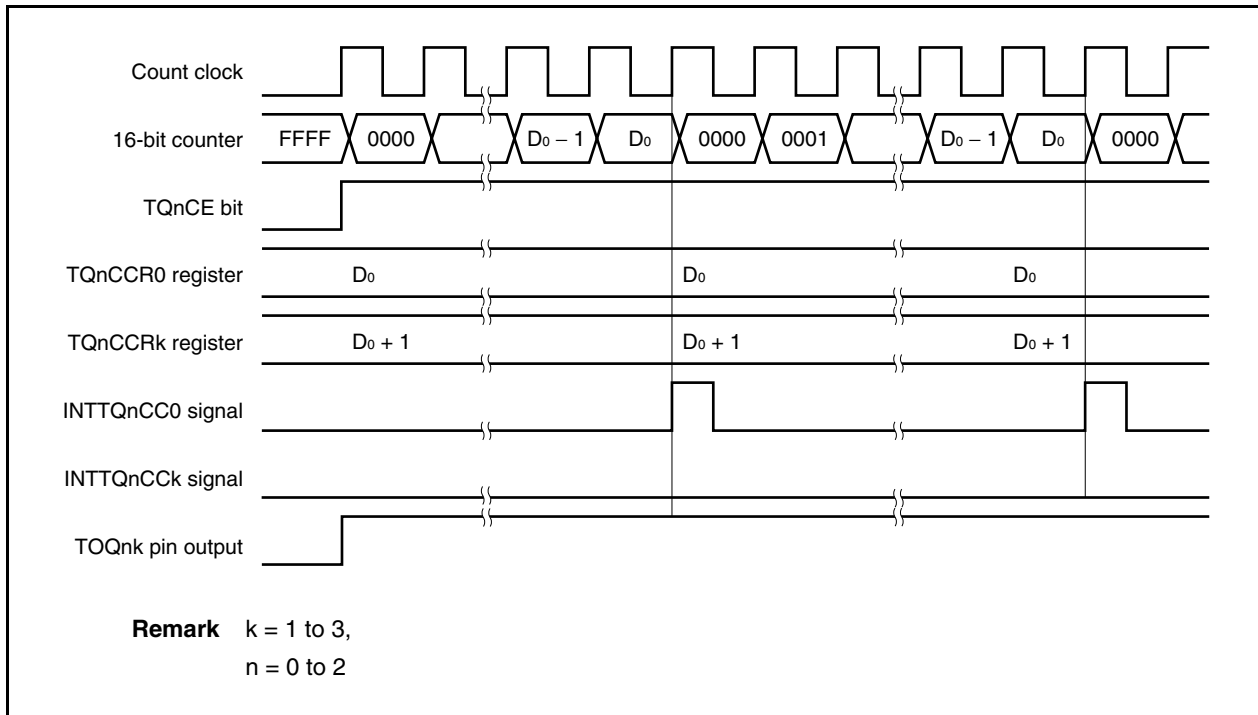 Count clock
16-bit counter FFFF 0000 D0 − 1 D0 0000 0001 D0 − 1 D0 0000
TQnCE bit
TQnCCR0 register D0 D0 D0
TQnCCRk register D0 + 1 D0 + 1 D0 + 1
INTTQnCC0 signal
INTTQnCCk signal
TOQnk pin output
Remark k = 1 to 3,
n = 0 to 2